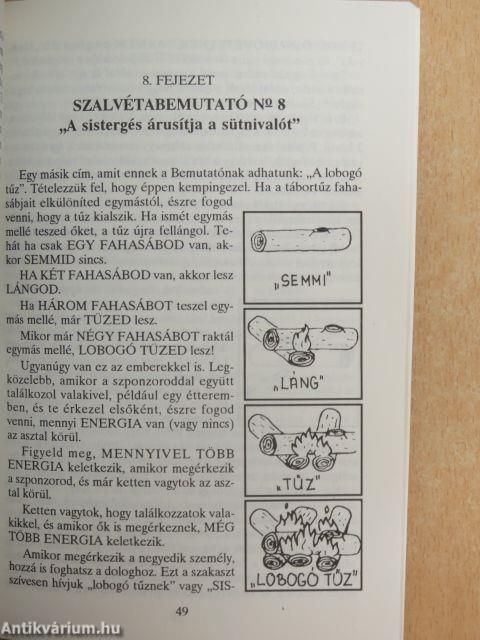 8. FEJEZET
SZALVÉTABEMUTATÓ Nº 8
„A sistergés árusítja a sütnivalót”
Egy másik cím, amit ennek a Bemutatónak adhatunk: „A lobogó
tűz”. Tételezzük fel, hogy éppen kempingezel. Ha a tábortűz faha-
sábjait elkülöníted egymástól, észre fogod
venni, hogy a tűz kialszik. Ha ismét egymás
mellé teszed őket, a tűz újra fellángol. Te-
hát ha csak EGY FAHASÁBOD van, ak-
kor SEMMID sincs.
HA KÉT FAHASÁBOD van, akkor lesz
LÁNGOD.
Ha HÁROM FAHASÁBOT teszel egy-
más mellé, már TÜZED lesz.
Mikor már NÉGY FAHASÁBOT raktál
egymás mellé, LOBOGÓ TÜZED lesz!
Ugyanúgy van ez az emberekkel is. Leg-
közelebb, amikor a szponzoroddal együtt
találkozol valakivel, például egy étterem-
ben, és te érkezel elsőként, észre fogod
venni, mennyi ENERGIA van (vagy nincs)
az asztal körül.
Figyeld meg, MENNYIVEL TÖBB
ENERGIA keletkezik, amikor megérkezik
a szponzorod, és már ketten vagytok az asz-
tal körül.
Ketten vagytok, hogy találkozzatok vala-
kikkel, és amikor ők is megérkeznek, MÉG
TÖBB ENERGIA keletkezik.
Amikor megérkezik a negyedik személy,
hozzá is foghatsz a dologhoz. Ezt a szakaszt
szívesen hívjuk „lobogó tűznek” vagy „SIS-
„SEMMI”
„LÁNG”
„TŰZ”
„LOBOGÓ TŰZ”
49
Antikvárium.hu